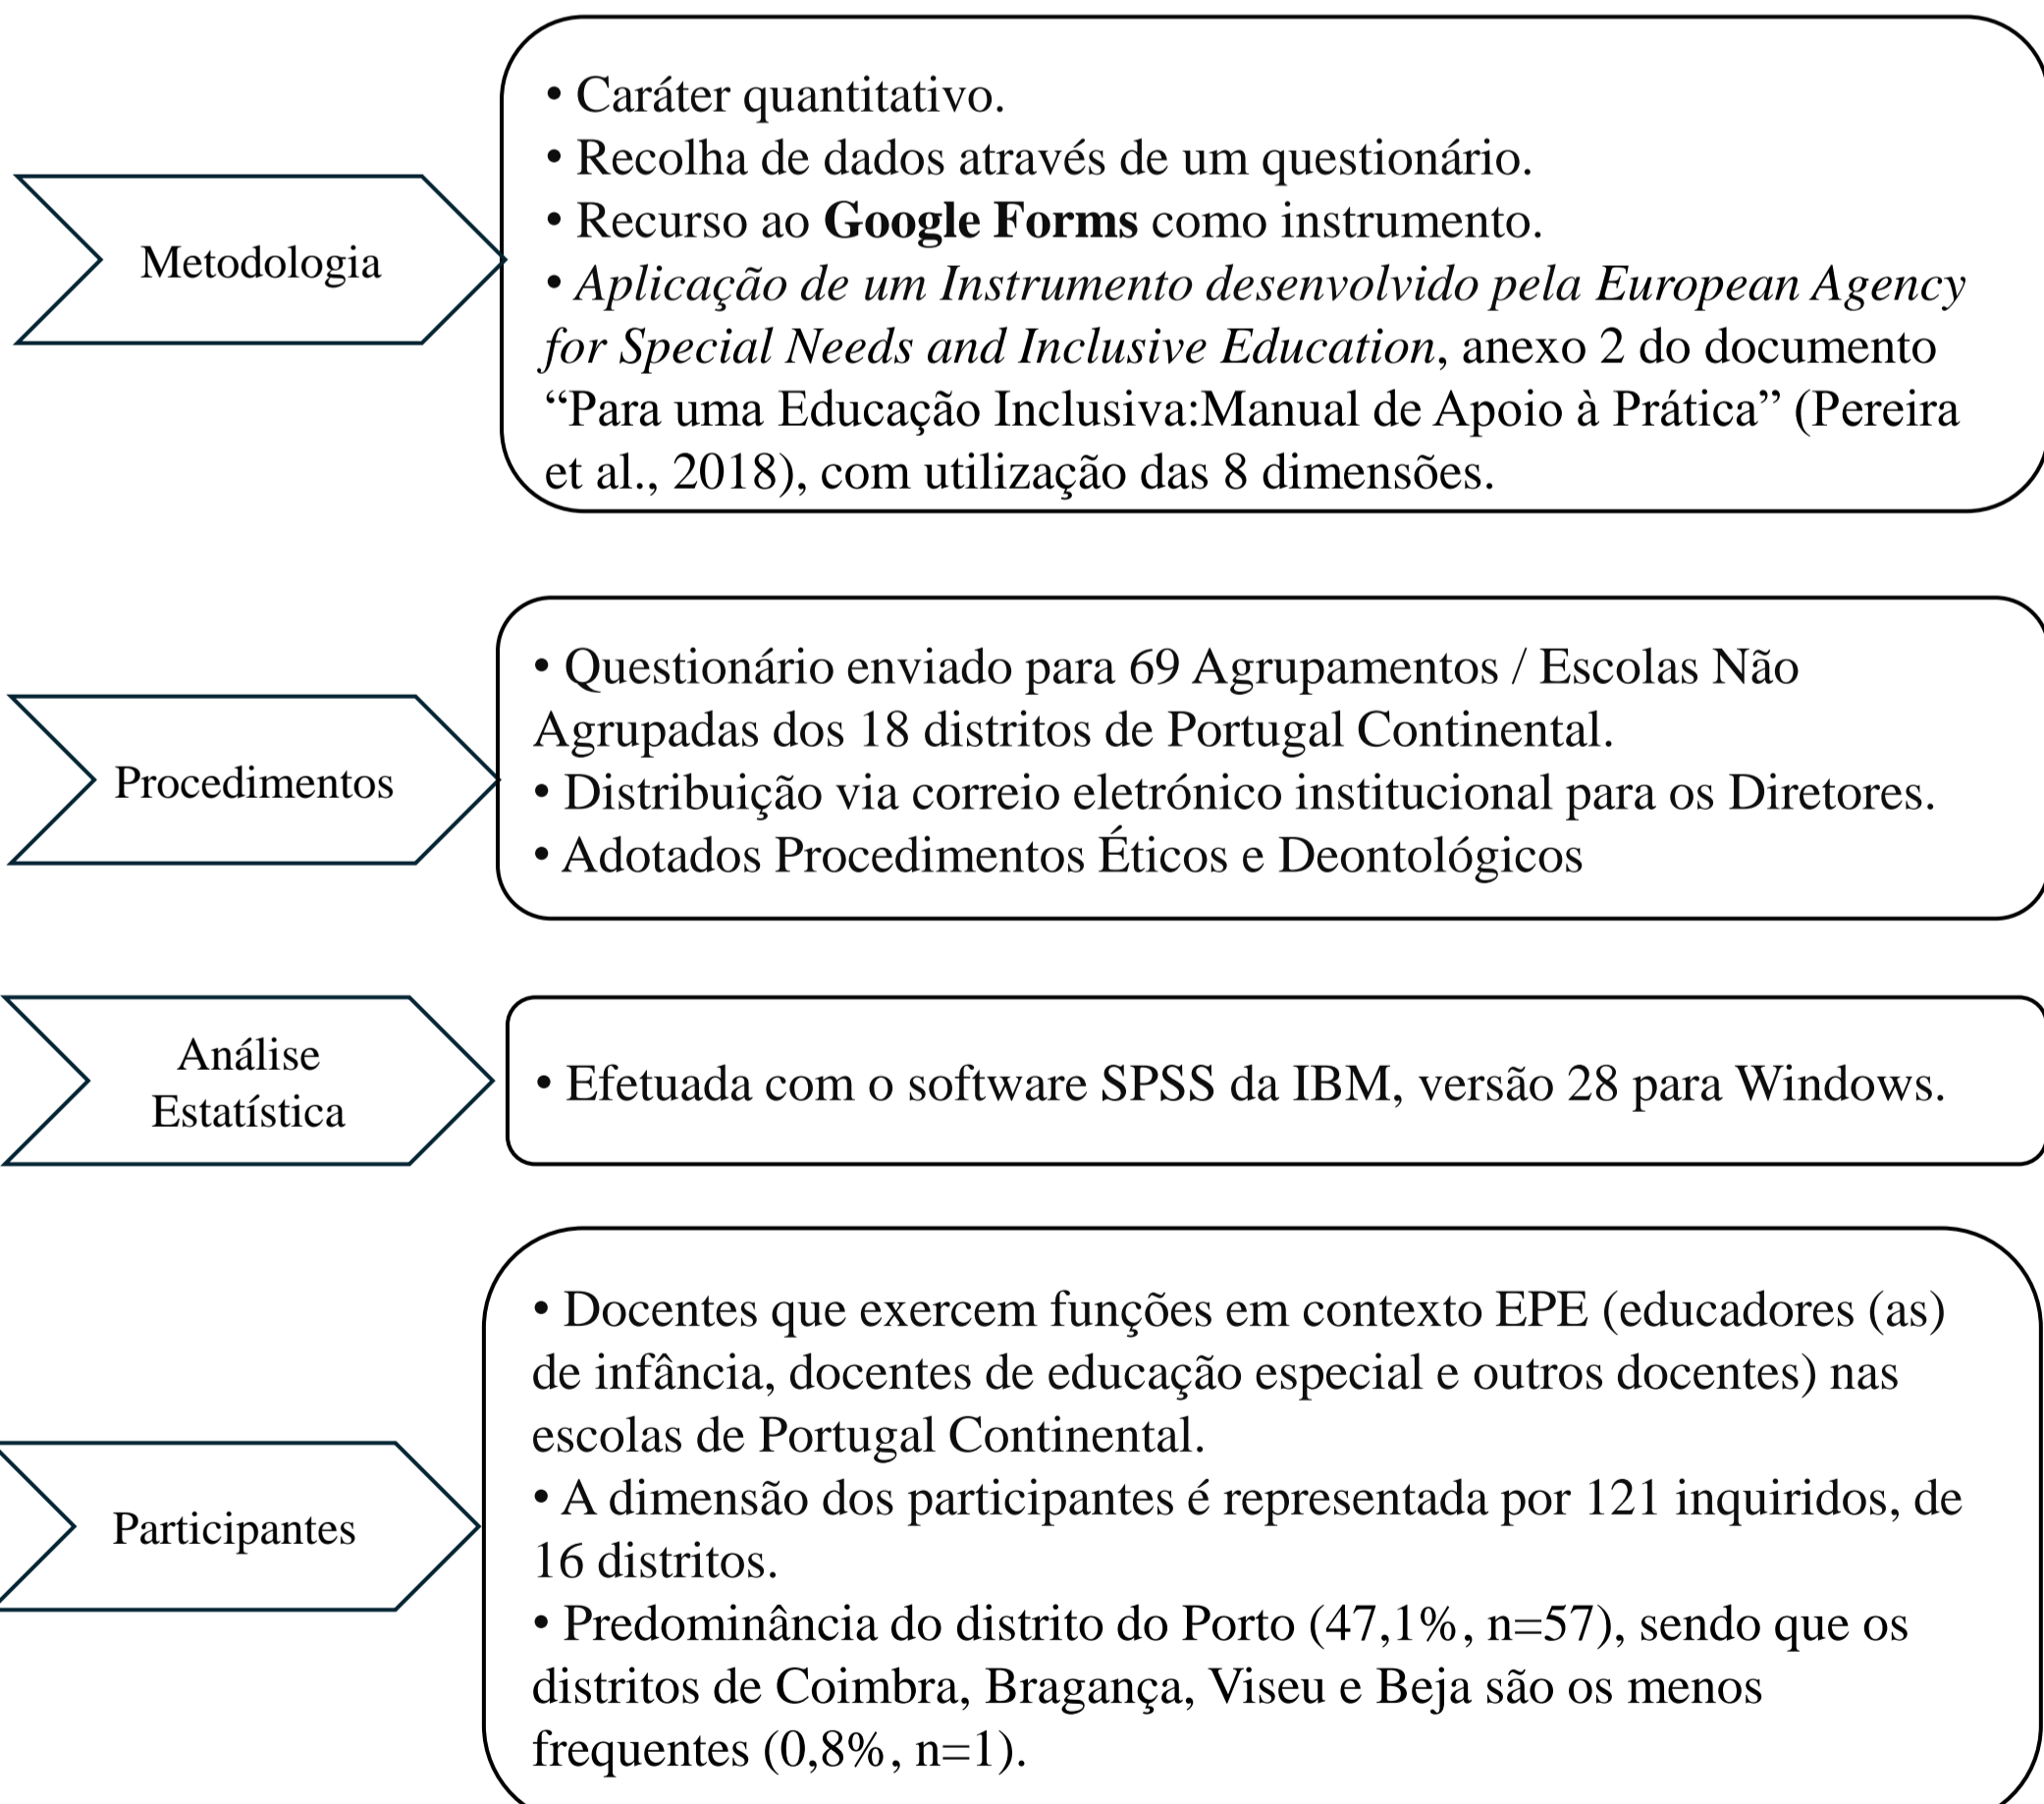 Metodologia
• Caráter quantitativo.
• Recolha de dados através de um questionário.
• Recurso ao Google Forms como instrumento.
• Aplicação de um Instrumento desenvolvido pela European Agency
for Special Needs and Inclusive Education, anexo 2 do documento
“Para uma Educação Inclusiva:Manual de Apoio à Prática” (Pereira
et al., 2018), com utilização das 8 dimensões.
Procedimentos
• Questionário enviado para 69 Agrupamentos / Escolas Não
Agrupadas dos 18 distritos de Portugal Continental.
• Distribuição via correio eletrónico institucional para os Diretores.
• Adotados Procedimentos Éticos e Deontológicos
Análise
Estatística
• Efetuada com o software SPSS da IBM, versão 28 para Windows.
Participantes
• Docentes que exercem funções em contexto EPE (educadores (as)
de infância, docentes de educação especial e outros docentes) nas
escolas de Portugal Continental.
• A dimensão dos participantes é representada por 121 inquiridos, de
16 distritos.
• Predominância do distrito do Porto (47,1%, n=57), sendo que os
distritos de Coimbra, Bragança, Viseu e Beja são os menos
frequentes (0,8%, n=1).